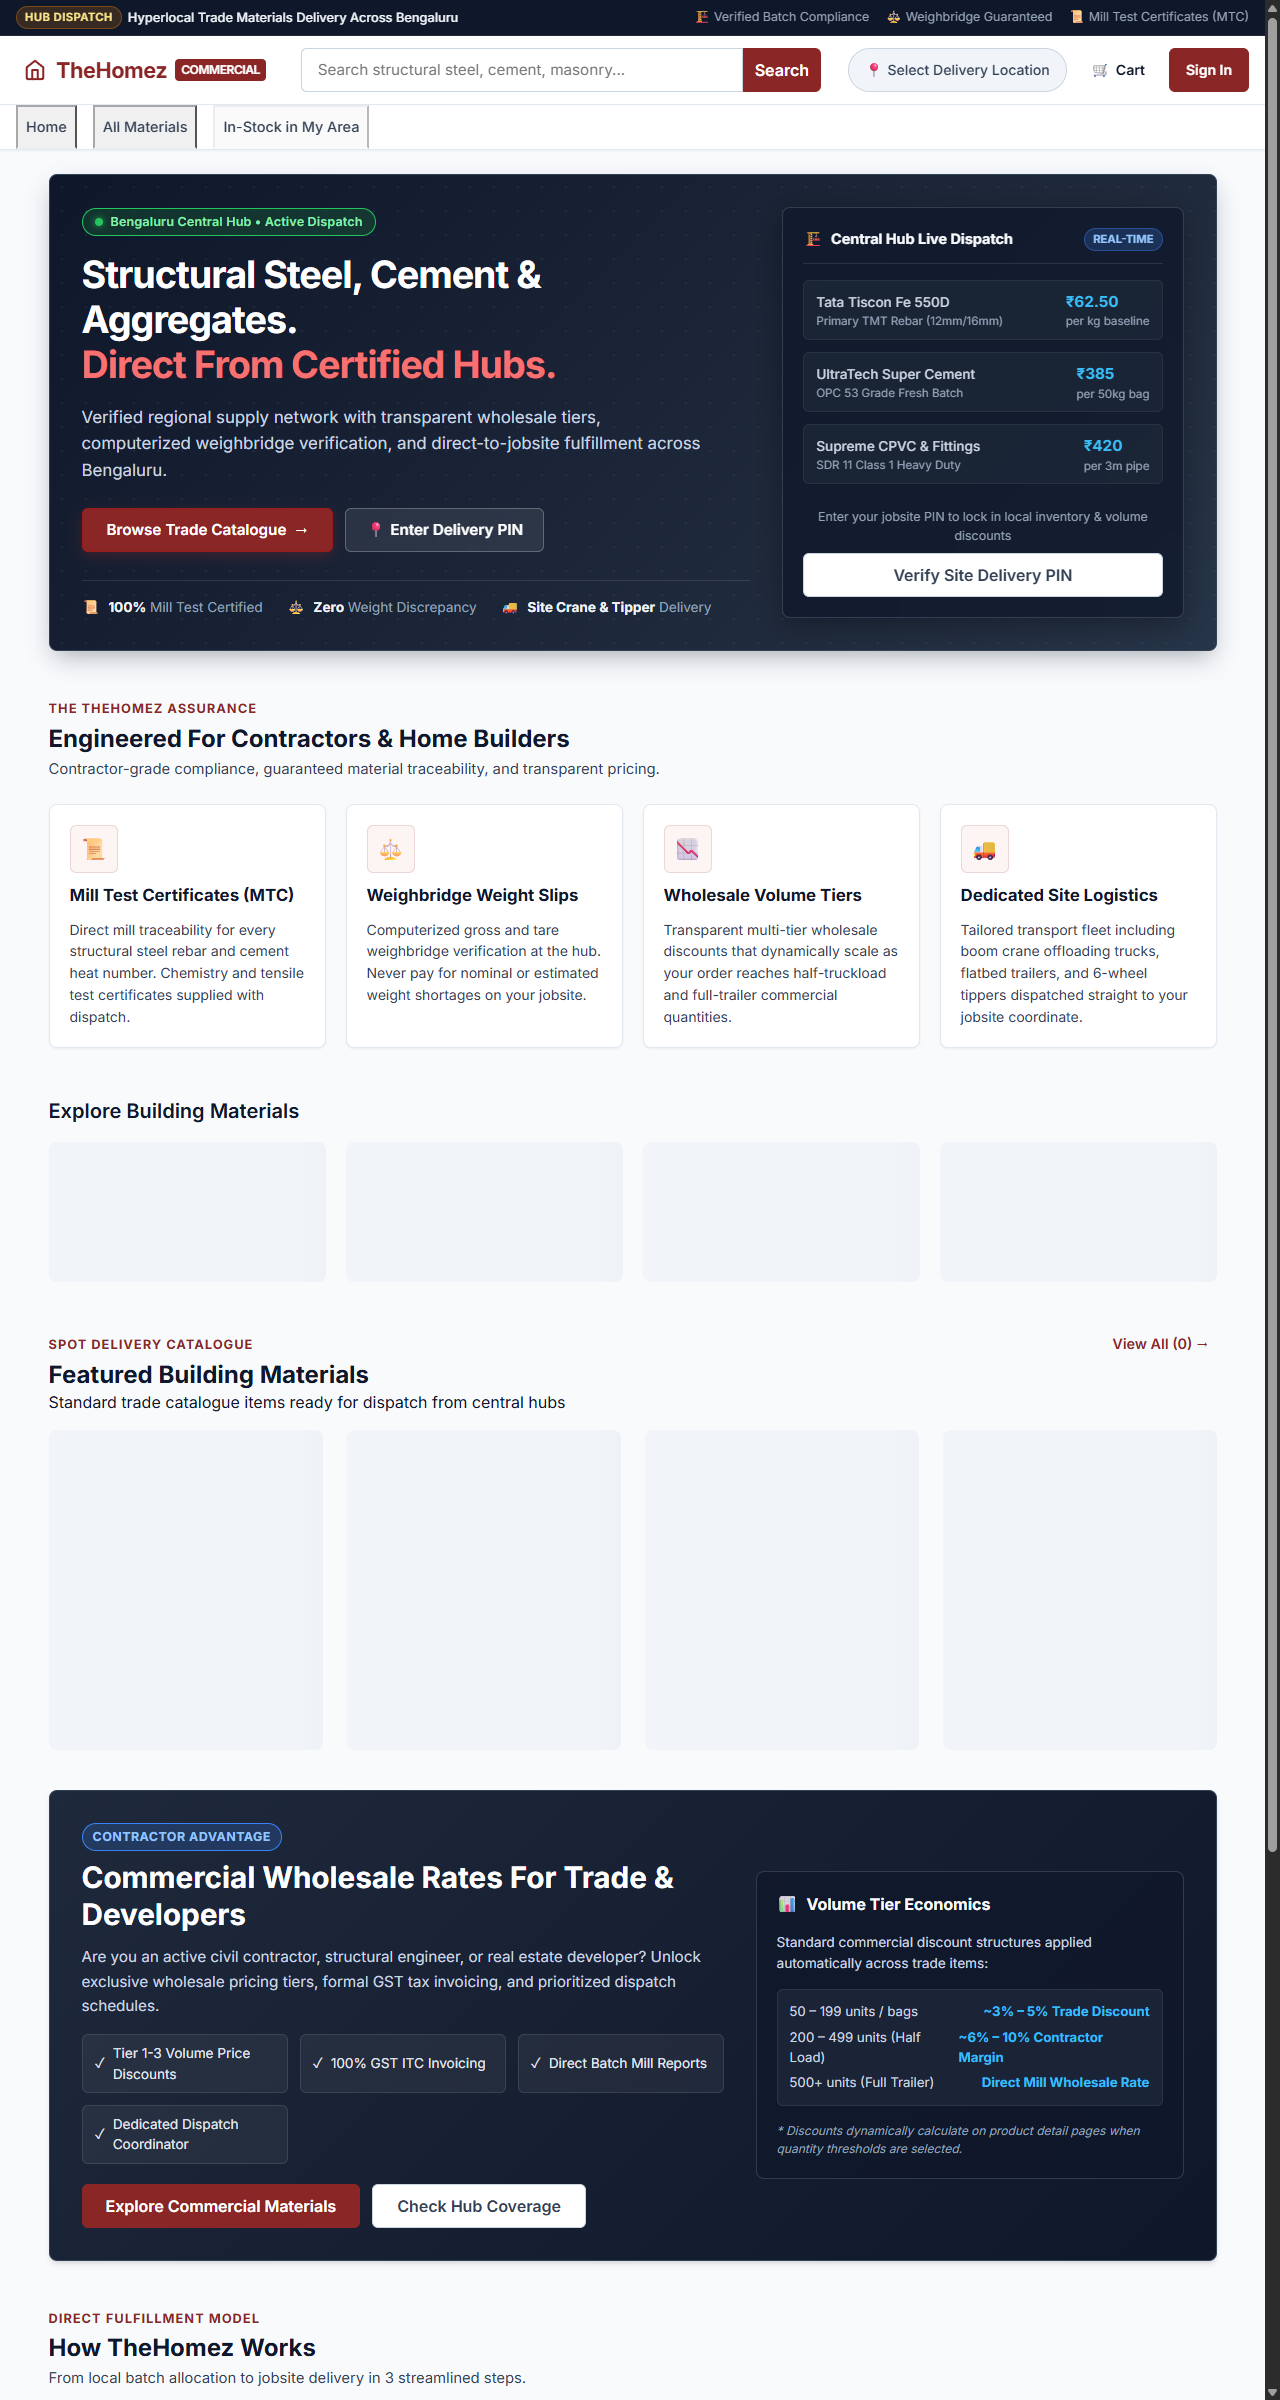 HUB DISPATCH Hyperlocal Trade Materials Delivery Across Bengaluru
Verified Batch Compliance Weighbridge Guaranteed Mill Test Certificates (MTC)
TheHomez COMMERCIAL
Search structural steel, cement, masonry... Search
Select Delivery Location
Cart
Sign In
Home
All Materials
In-Stock in My Area
Bengaluru Central Hub • Active Dispatch
Structural Steel, Cement &
Aggregates.
Direct From Certified Hubs.
Verified regional supply network with transparent wholesale tiers,
computerized weighbridge verification, and direct-to-jobsite fulfillment across
Bengaluru.
Browse Trade Catalogue →
Enter Delivery PIN
100% Mill Test Certified
Zero Weight Discrepancy
Site Crane & Tipper Delivery
Central Hub Live Dispatch REAL-TIME
Tata Tiscon Fe 550D ₹62.50
Primary TMT Rebar (12mm/16mm) per kg baseline
UltraTech Super Cement ₹385
OPC 53 Grade Fresh Batch per 50kg bag
Supreme CPVC & Fittings ₹420
SDR 11 Class 1 Heavy Duty per 3m pipe
Enter your jobsite PIN to lock in local inventory & volume
discounts
Verify Site Delivery PIN
THE THEHOMEZ ASSURANCE
Engineered For Contractors & Home Builders
Contractor-grade compliance, guaranteed material traceability, and transparent pricing.
Mill Test Certificates (MTC)
Direct mill traceability for every
structural steel rebar and cement
heat number. Chemistry and tensile
test certificates supplied with
dispatch.
Weighbridge Weight Slips
Computerized gross and tare
weighbridge verification at the hub.
Never pay for nominal or estimated
weight shortages on your jobsite.
Wholesale Volume Tiers
Transparent multi-tier wholesale
discounts that dynamically scale as
your order reaches half-truckload
and full-trailer commercial
quantities.
Dedicated Site Logistics
Tailored transport fleet including
boom crane offloading trucks,
flatbed trailers, and 6-wheel
tippers dispatched straight to your
jobsite coordinate.
Explore Building Materials
SPOT DELIVERY CATALOGUE
View All (0) →
Featured Building Materials
Standard trade catalogue items ready for dispatch from central hubs
CONTRACTOR ADVANTAGE
Commercial Wholesale Rates For Trade &
Developers
Are you an active civil contractor, structural engineer, or real estate developer? Unlock
exclusive wholesale pricing tiers, formal GST tax invoicing, and prioritized dispatch
schedules.
✓ Tier 1-3 Volume Price
Discounts
✓ 100% GST ITC Invoicing
✓ Direct Batch Mill Reports
✓ Dedicated Dispatch
Coordinator
Explore Commercial Materials
Check Hub Coverage
Volume Tier Economics
Standard commercial discount structures applied
automatically across trade items:
50 – 199 units / bags ~3% – 5% Trade Discount
200 – 499 units (Half ~6% – 10% Contractor
Load) Margin
500+ units (Full Trailer) Direct Mill Wholesale Rate
* Discounts dynamically calculate on product detail pages when
quantity thresholds are selected.
DIRECT FULFILLMENT MODEL
How TheHomez Works
From local batch allocation to jobsite delivery in 3 streamlined steps.